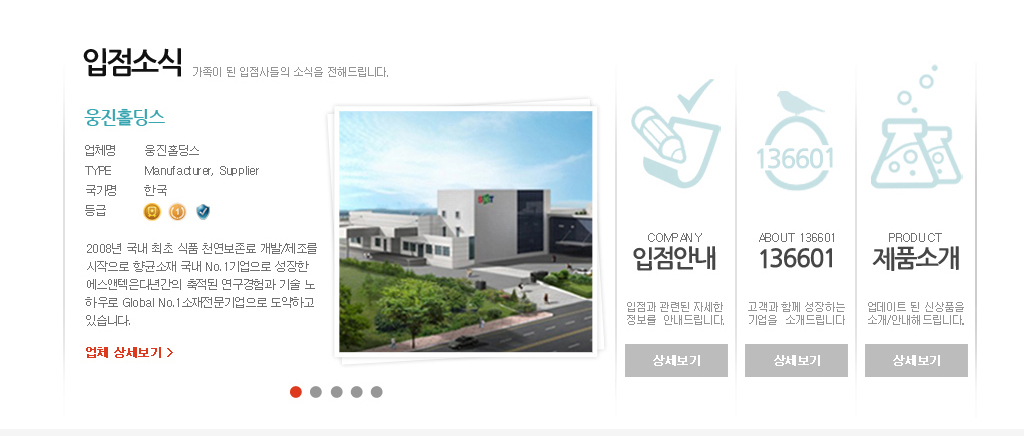 입점소식 가족이 된 입점사들의 소식을 전해드립니다.
웅진홀딩스
업체명 웅진홀딩스
TYPE Manufacturer, Supplier
국가명 한국
등급
2008년 국내 최초 식품 천연보존료 개발/제조를
시작으로 향균소재 국내 No.1기업으로 성장한
에스앤텍은다년간의 축적된 연구경험과 기술 노
하우로 Global No.1소재전문기업으로 도약하고
있습니다.
업체 상세보기 >
COMPANY
입점안내
입점과 관련된 자세한
정보를 안내드립니다.
상세보기
136601
ABOUT 136601
136601
고객과 함께 성장하는
기업을 소개드립니다
상세보기
PRODUCT
제품소개
업데이트 된 신상품을
소개/안내해드립니다.
상세보기